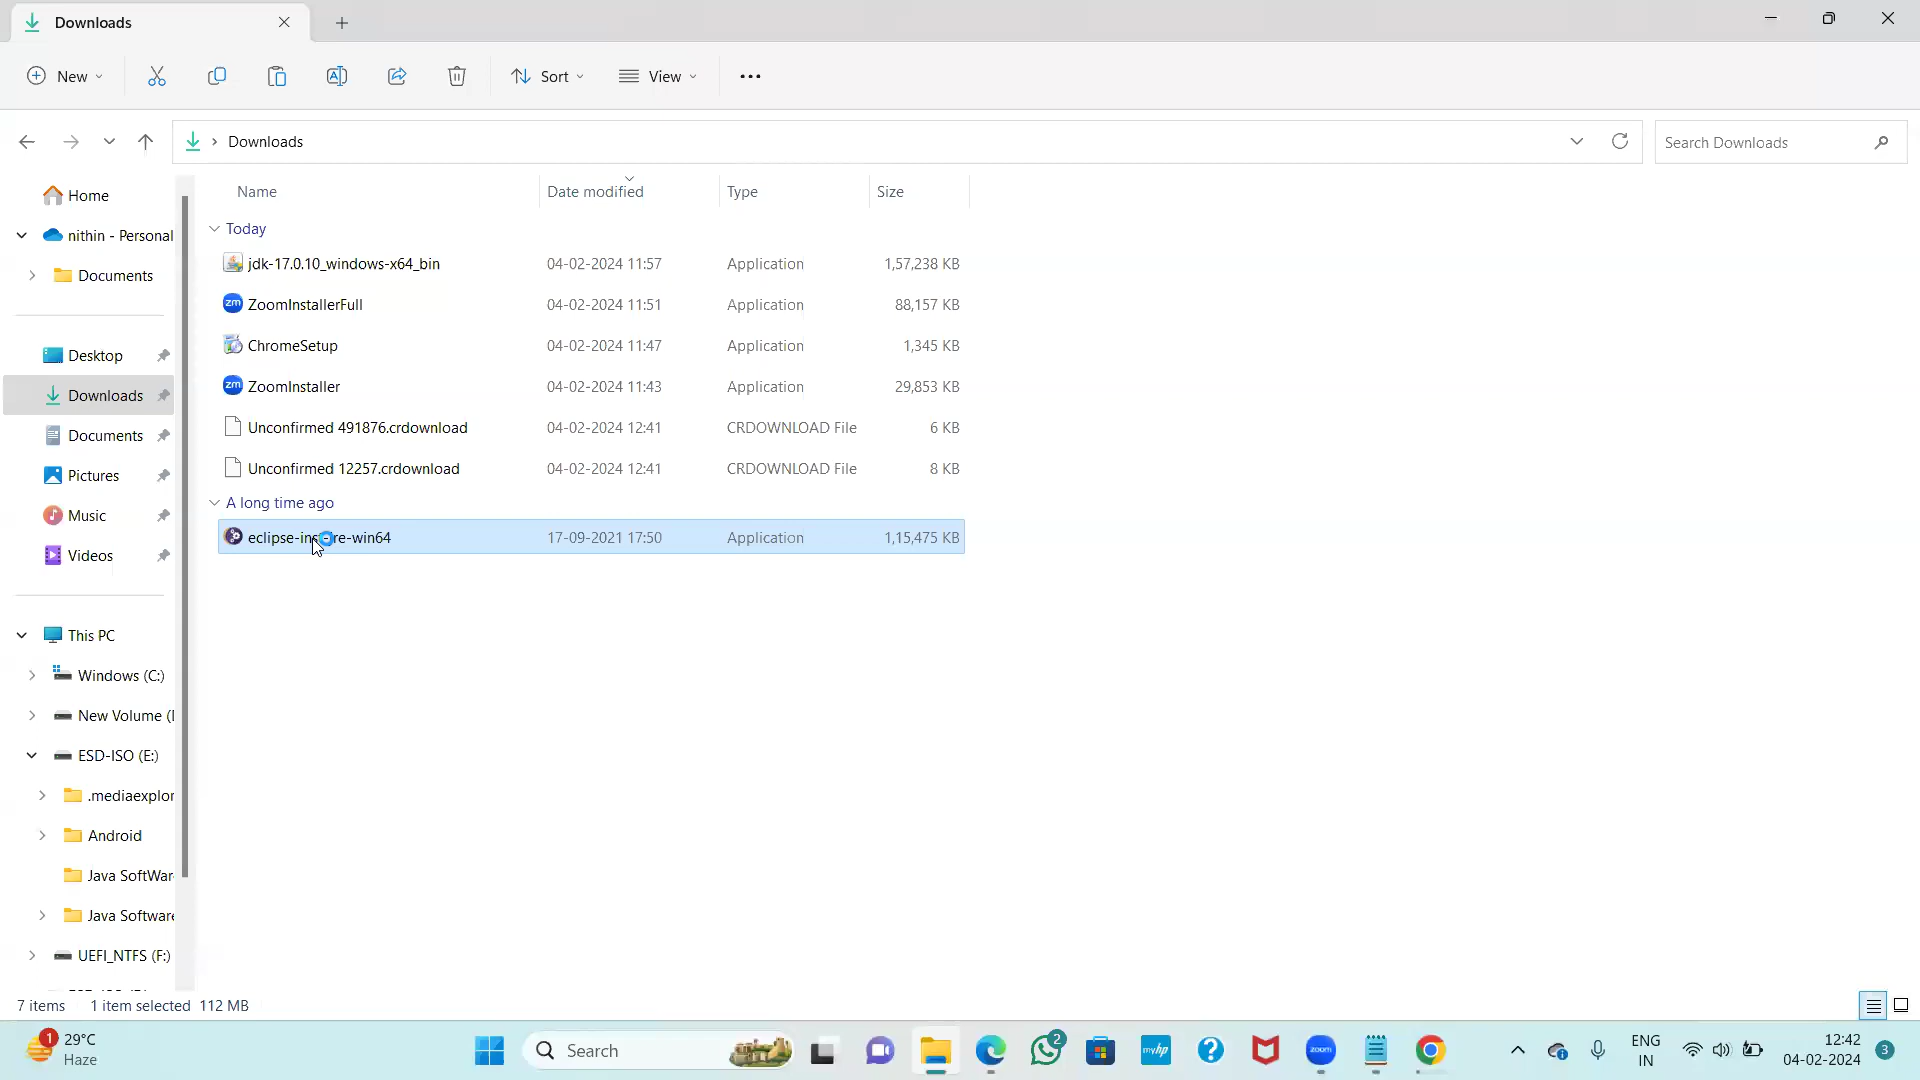 Downloads
New
Sort
View
Downloads
Search Downloads
Home
nithin - Personal
Documents
Desktop
Downloads
Documents
Pictures
Music
Videos
This PC
Windows (C:)
New Volume (
ESD-ISO (E:)
.mediaexplor
Android
Java SoftWar
Java Software
UEFI_NTFS (F:)
Name Date modified Type Size
Today
jdk-17.0.10_windows-x64_bin 04-02-2024 11:57 Application 1,57,238 KB
ZoomInstallerFull 04-02-2024 11:51 Application 88,157 KB
ChromeSetup 04-02-2024 11:47 Application 1,345 KB
ZoomInstaller 04-02-2024 11:43 Application 29,853 KB
Unconfirmed 491876.crdownload 04-02-2024 12:41 CRDOWNLOAD File 6 KB
Unconfirmed 12257.crdownload 04-02-2024 12:41 CRDOWNLOAD File 8 KB
A long time ago
17-09-2021 17:50 Application 1,15,475 KB
7 items 1 item selected 112 MB
1
29°C
Haze
Search
zm
zm
2
myhp
zoom
ENG
IN
12:42
04-02-2024
3